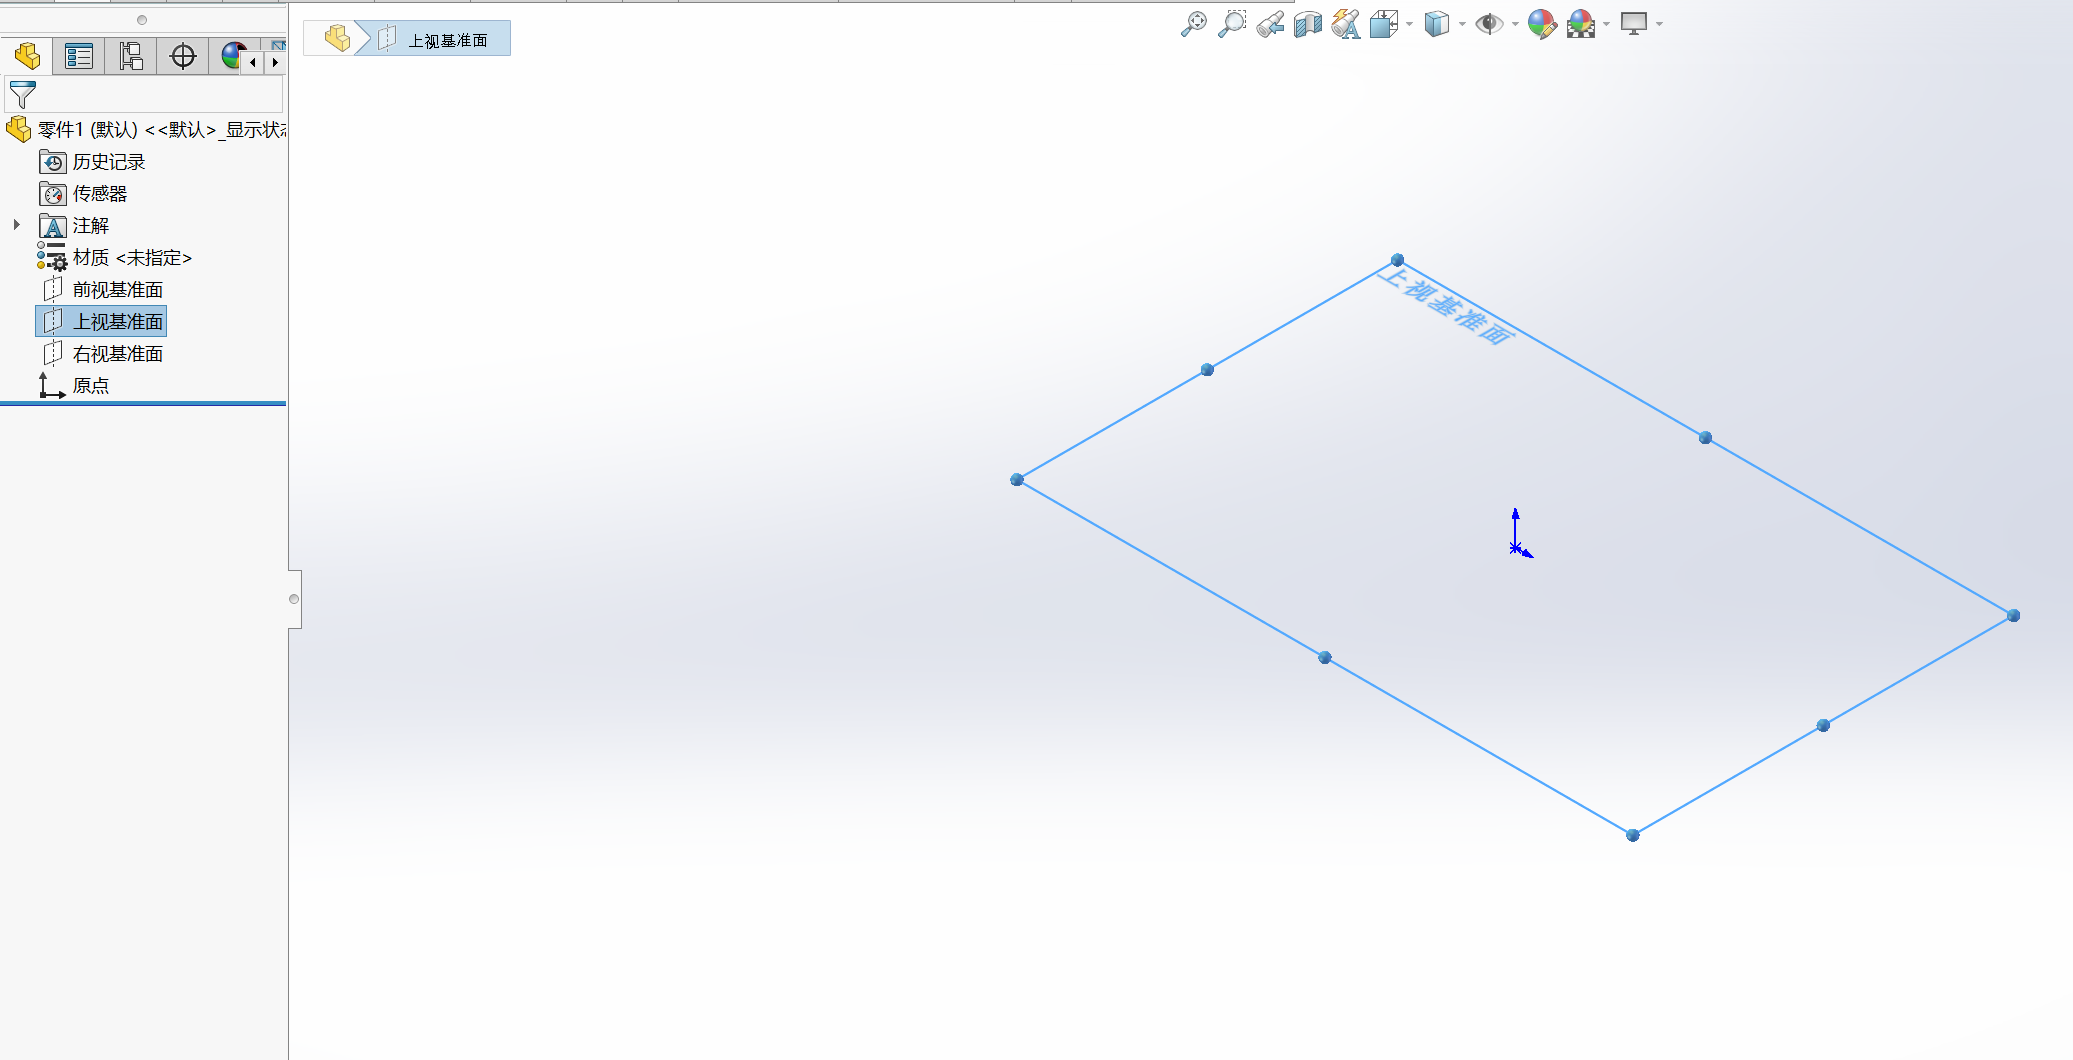 上视基准面
零件1 (默认) <<默认>_显示状态
历史记录
传感器
注解
材质 <未指定>
前视基准面
上视基准面
右视基准面
原点
上视基准面